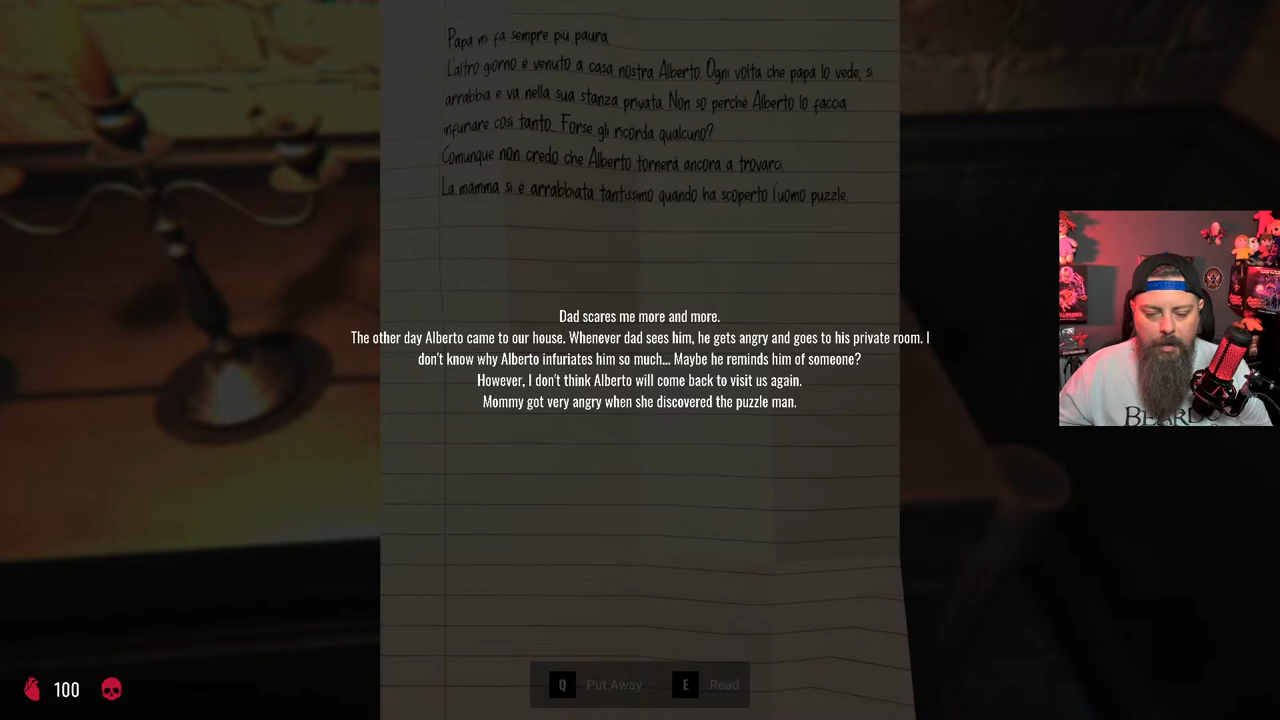 Papà mi fa sempre più paura
L'altro giorno è venuto a casa nostra Alberto Ogni volta che papà lo vede, si
arrabbia e va nella sua stanza privata Non so perchè Alberto lo faccia
infuriare così tanto... Forse gli ricorda qualcuno?
Comunque non credo che Alberto tornerà ancora a trovarci
La mamma si è arrabbiata tantissimo quando ha scoperto l'uomo puzzle
Dad scares me more and more.
The other day Alberto came to our house. Whenever dad sees him, he gets angry and goes to his private room. I
don't know why Alberto infuriates him so much... Maybe he reminds him of someone?
However, I don't think Alberto will come back to visit us again.
Mommy got very angry when she discovered the puzzle man.
Q Put Away E Read
100